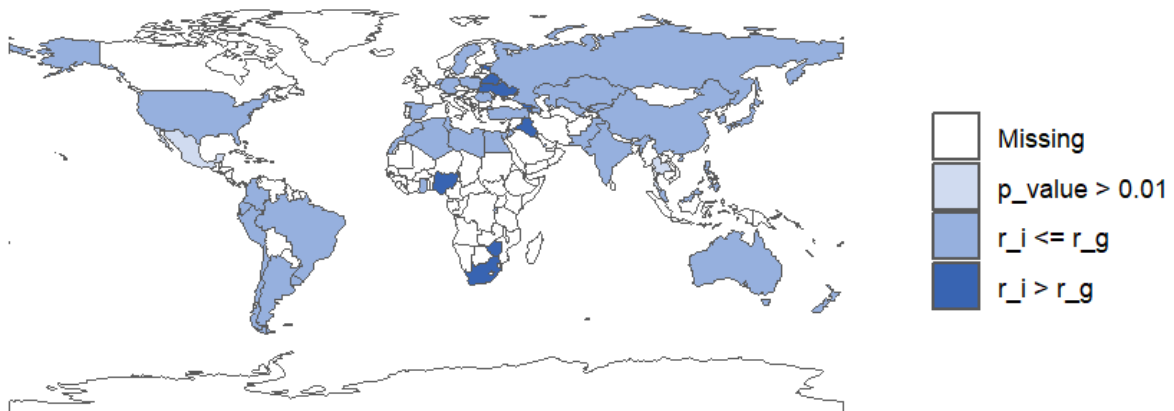 Missing
p_value > 0.01
r_i <= r_g
r_i > r_g